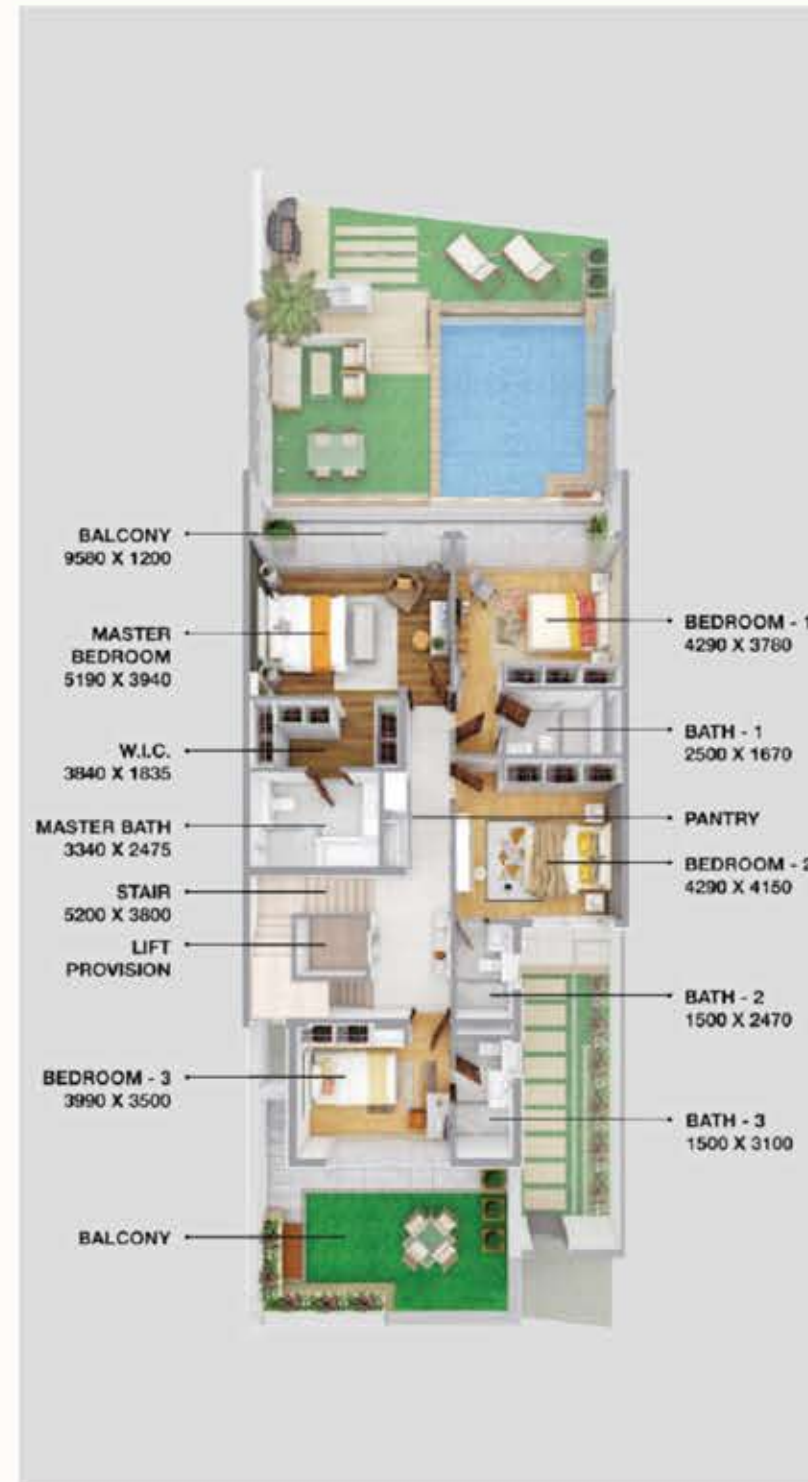 BALCONY
9580 X 1200
MASTER
BEDROOM
5190 X 3940
W.I.C.
3840 X 1835
MASTER BATH
3340 X 2475
STAIR
5200 X 3800
LIFT
PROVISION
BEDROOM - 3
3990 X 3500
BALCONY
BEDROOM - 1
4290 X 3780
BATH - 1
2500 X 1670
PANTRY
BEDROOM - 2
4290 X 4150
BATH - 2
1500 X 2470
BATH - 3
1500 X 3100